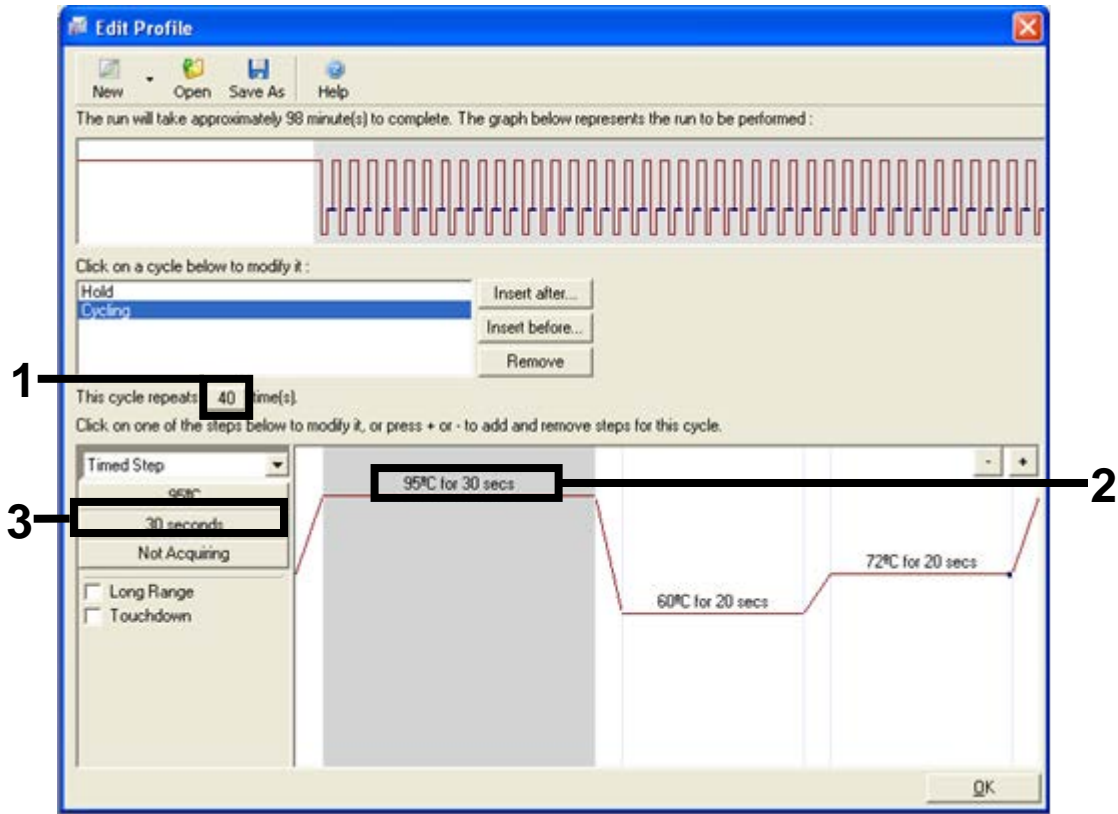 Edit Profile
New Open Save As Help
The run will take approximately 98 minute(s) to complete. The graph below represents the run to be performed :
Click on a cycle below to modify it :
Hold
Cycling
Insert after...
Insert before...
Remove
1
This cycle repeats 40 time(s).
Click on one of the steps below to modify it, or press + or - to add and remove steps for this cycle.
Timed Step
- +
95ºC
95ºC for 30 secs
2
3
30 seconds
Not Acquiring
72ºC for 20 secs
Long Range
60ºC for 20 secs
Touchdown
OK